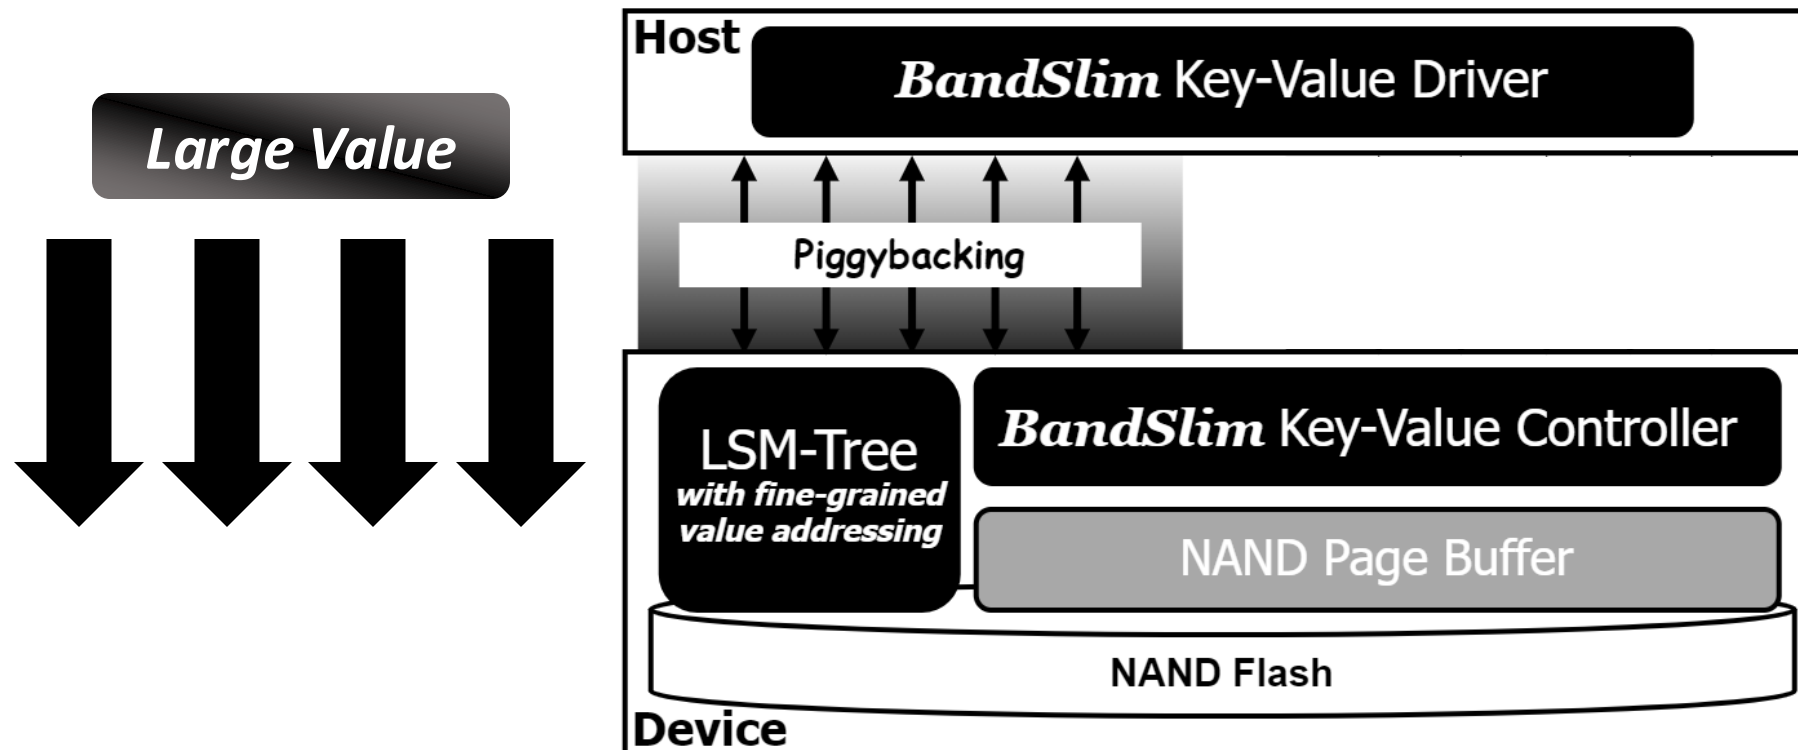 Host
BandSlim Key-Value Driver
Large Value
Piggybacking
LSM-Tree
with fine-grained
value addressing
BandSlim Key-Value Controller
NAND Page Buffer
NAND Flash
Device